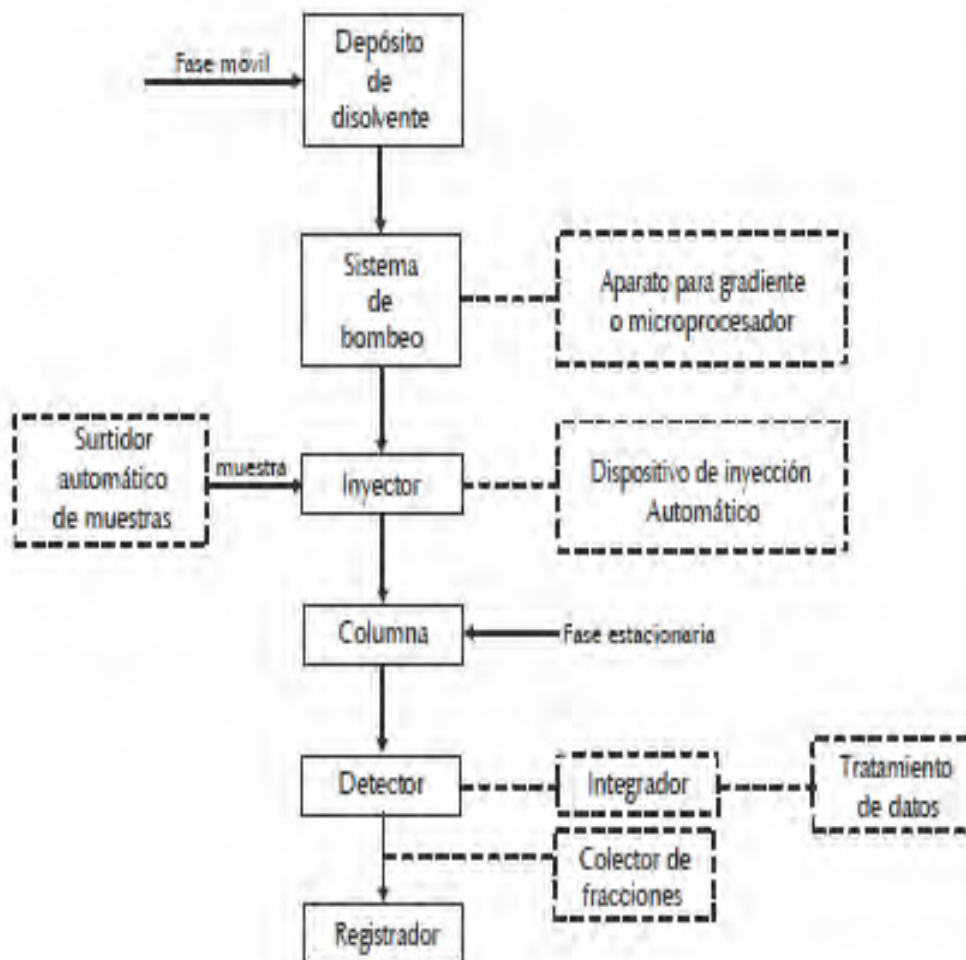 Depósito
de
disolvente
Fase móvil
Sistema
de
bombeo
Aparato para gradiente
o microprocesador
Surtidor
automático
de muestras
muestra
Inyector
Dispositivo de inyección
Automático
Columna
Fase estacionaria
Detector
Integrador
Tratamiento
de datos
Colector de
fracciones
Registrador